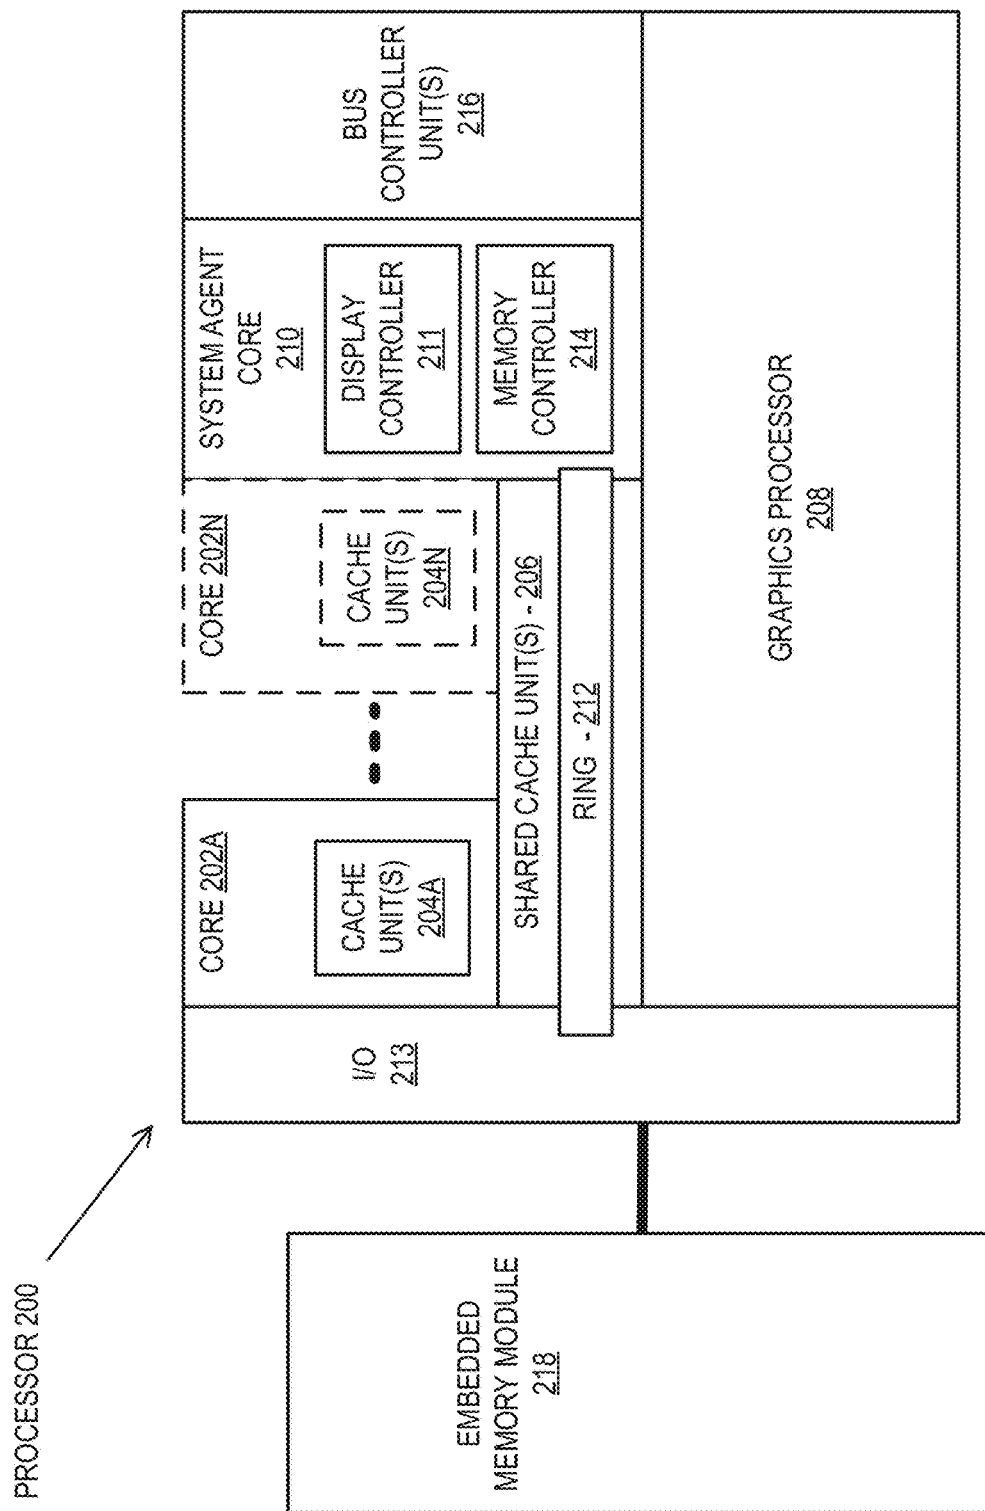 PROCESSOR 200
CORE 202A
CACHE
UNIT(S)
204A
CORE 202N
CACHE
UNIT(S)
204N
SYSTEM AGENT
CORE
210
DISPLAY
CONTROLLER
211
MEMORY
CONTROLLER
214
BUS
CONTROLLER
UNIT(S)
216
I/O
213
SHARED CACHE UNIT(S) - 206
RING - 212
EMBEDDED
MEMORY MODULE
218
GRAPHICS PROCESSOR
208